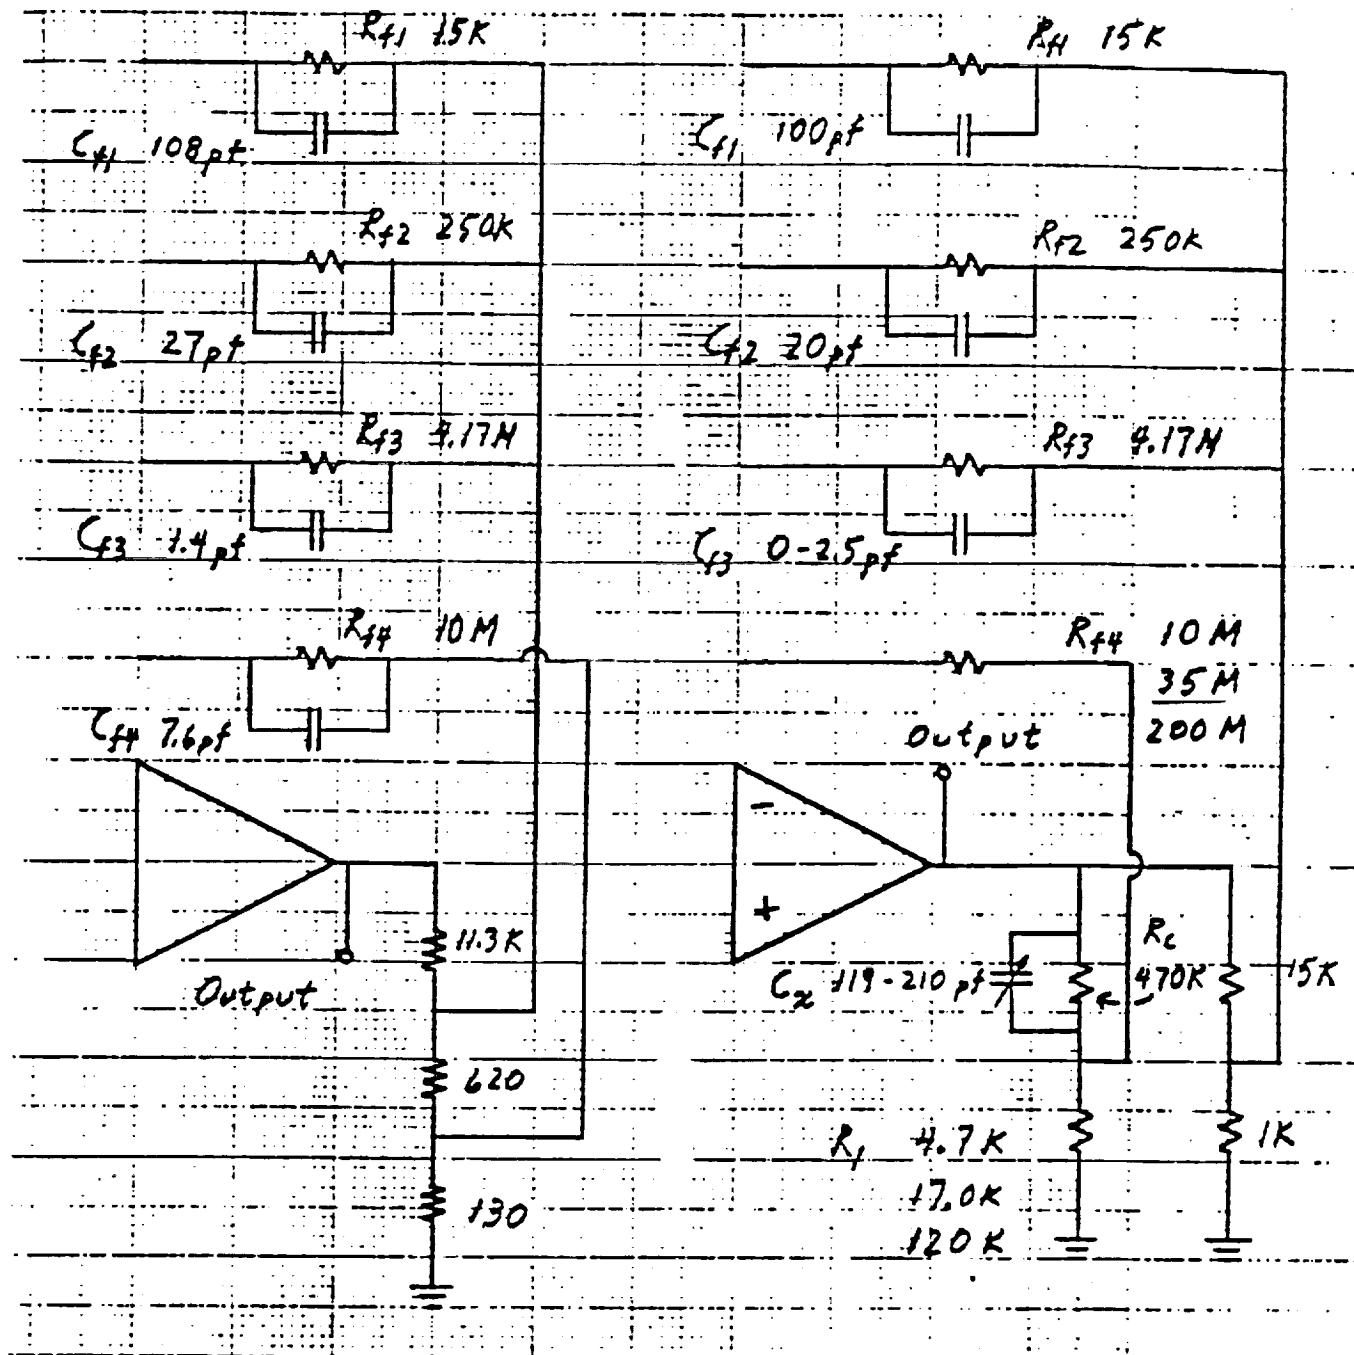 Rf1 15K
Cf1 108pf
Rf2 250K
Cf2 27pf
Rf3 4.17M
Cf3 1.4pf
Rf4 10M
Cf4 7.6pf
Output
11.3K
620
130
Rf1 15K
Cf1 100pf
Rf2 250K
Cf2 20pf
Rf3 4.17M
Cf3 0-2.5pf
Rf4 10M
35M
200M
Output
-
+
Cx 119-210 pf
Rc
470K
15K
R1 4.7K
17.0K
120K
1K